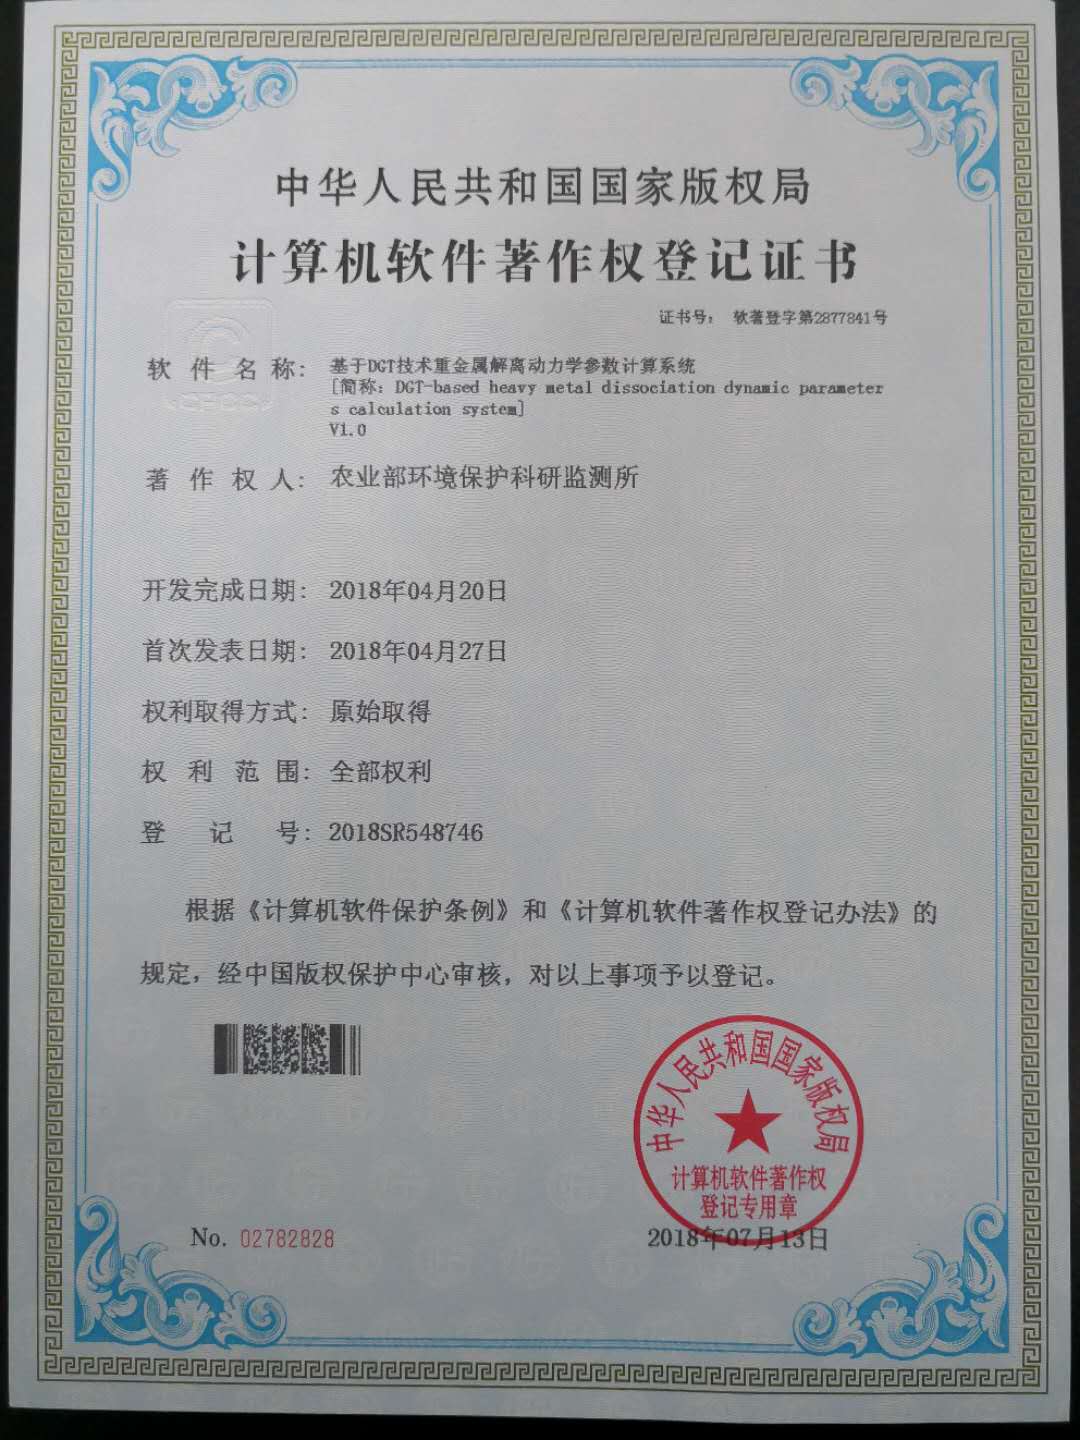 中华人民共和国国家版权局
计算机软件著作权登记证书
证书号： 软著登字第2877841号
软件名称： 基于DGT技术重金属解离动力学参数计算系统
[简称：DGT-based heavy metal dissociation dynamic parameter
s calculation system]
V1.0
著作权人： 农业部环境保护科研监测所
开发完成日期： 2018年04月20日
首次发表日期： 2018年04月27日
权利取得方式： 原始取得
权利范围： 全部权利
登记号： 2018SR548746
根据《计算机软件保护条例》和《计算机软件著作权登记办法》的
规定，经中国版权保护中心审核，对以上事项予以登记。
中华人民共和国国家版权局
计算机软件著作权
登记专用章
No. 02782828
2018年07月13日
CPCC